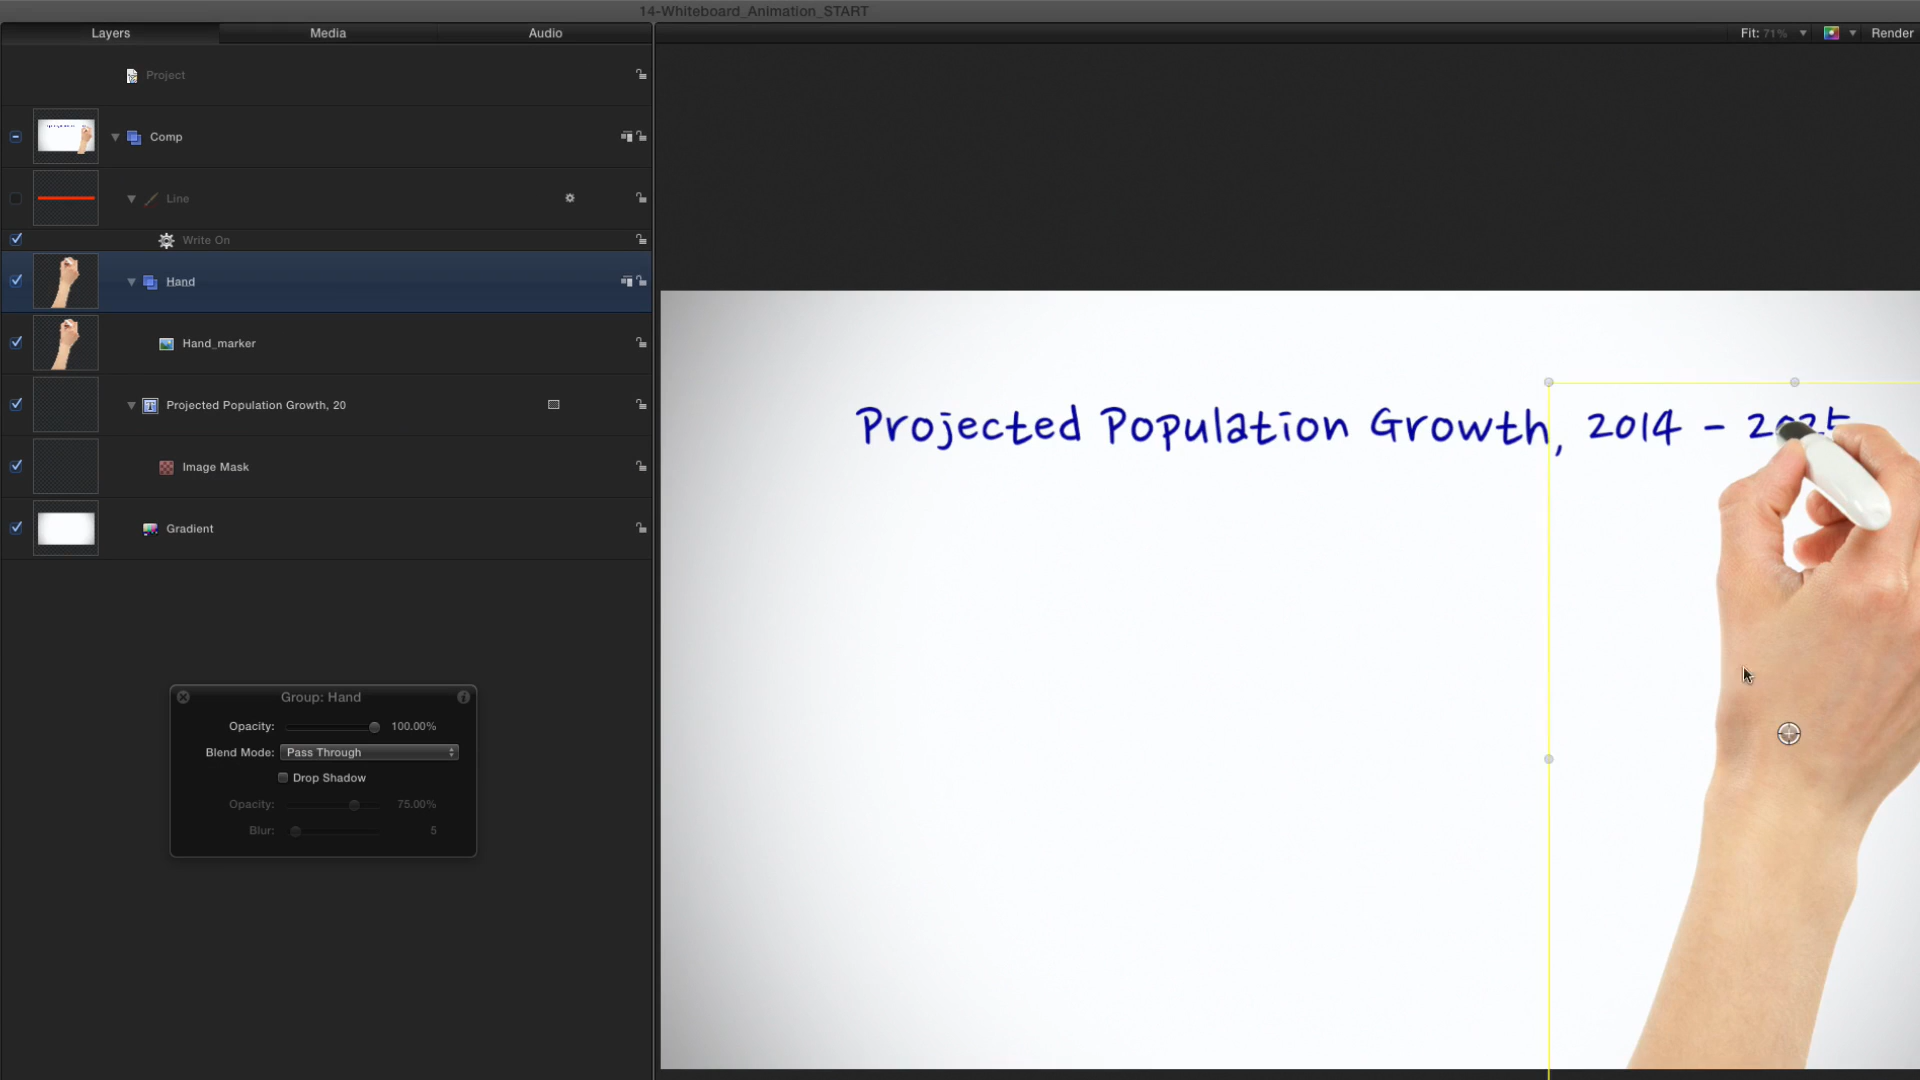 14-Whiteboard_Animation_START
Layers
Media
Audio
Fit: 71%
Render
Project
Comp
Line
Write On
Hand
Hand_marker
Projected Population Growth, 20
Image Mask
Gradient
Group: Hand
Opacity: 100.00%
Blend Mode: Pass Through
Drop Shadow
Opacity: 75.00%
Blur: 5
Projected Population Growth, 2014 - 2025